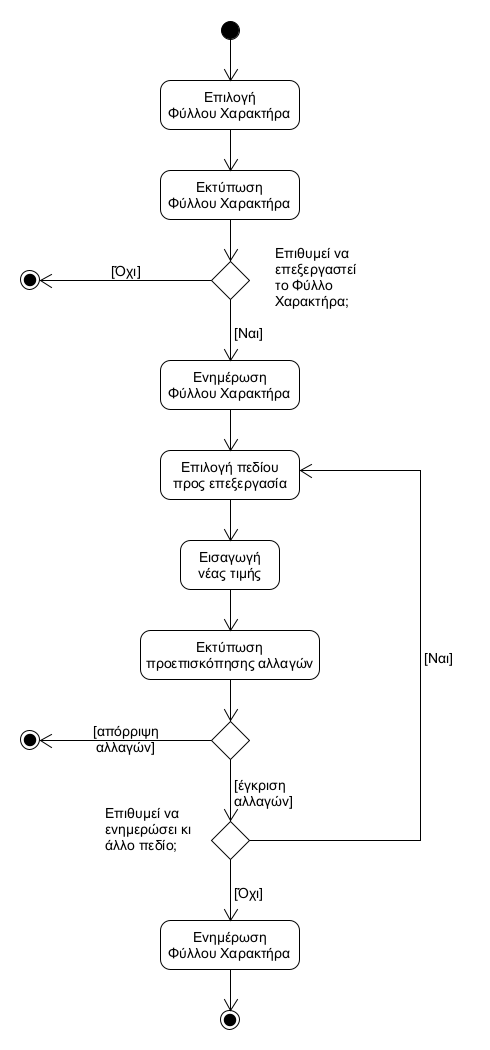 Επιλογή
Φύλλου Χαρακτήρα
Εκτύπωση
Φύλλου Χαρακτήρα
Επιθυμεί να
επεξεργαστεί
το Φύλλο
Χαρακτήρα;
[Όχι]
[Ναι]
Ενημέρωση
Φύλλου Χαρακτήρα
Επιλογή πεδίου
προς επεξεργασία
Εισαγωγή
νέας τιμής
Εκτύπωση
προεπισκόπησης αλλαγών
[Ναι]
[απόρριψη
αλλαγών]
[έγκριση
αλλαγών]
Επιθυμεί να
ενημερώσει κι
άλλο πεδίο;
[Όχι]
Ενημέρωση
Φύλλου Χαρακτήρα